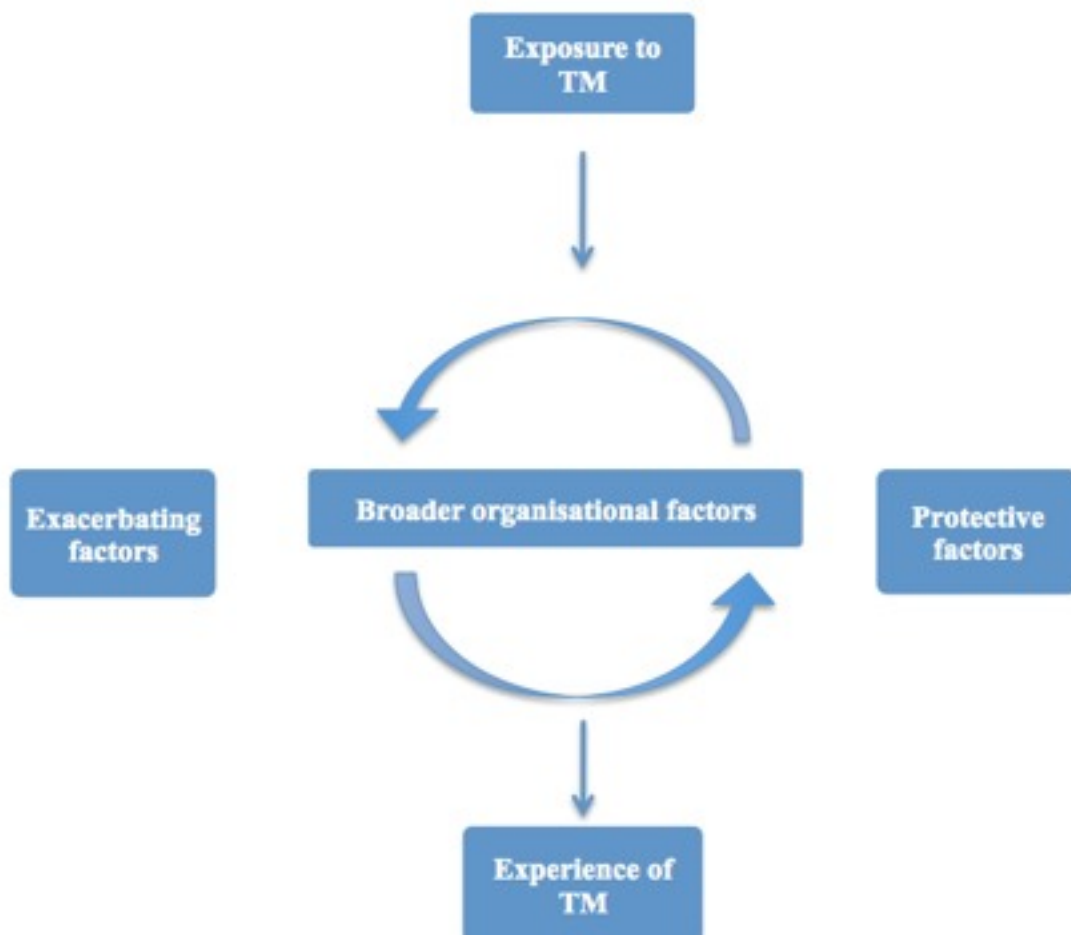 Exposure to
TM
Exacerbating
factors
Broader organisational factors
Protective
factors
Experience of
TM